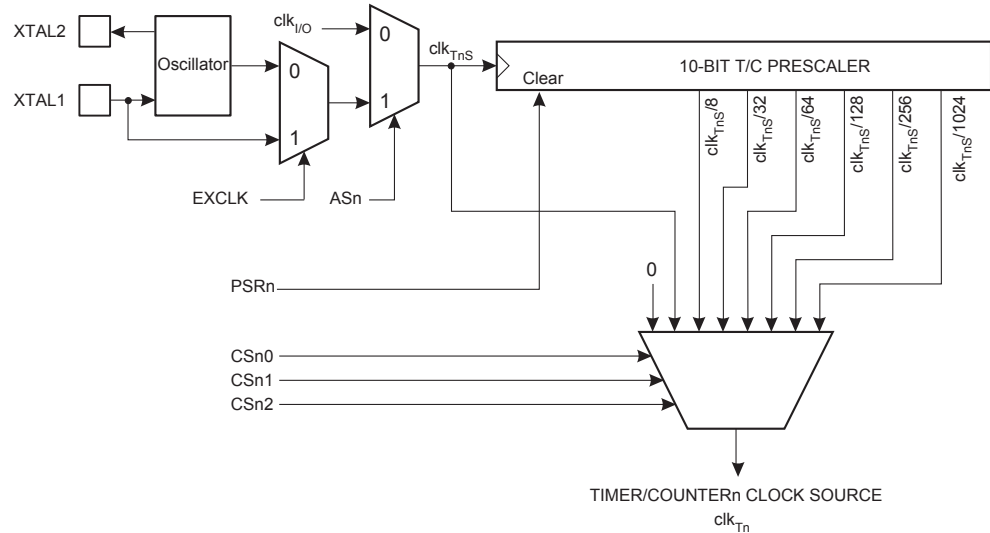 XTAL2
XTAL1
Oscillator
0
1
EXCLK
clkI/O
0
1
ASn
clkTnS
10-BIT T/C PRESCALER
Clear
clkTnS/8
clkTnS/32
clkTnS/64
clkTnS/128
clkTnS/256
clkTnS/1024
PSRn
0
CSn0
CSn1
CSn2
TIMER/COUNTERn CLOCK SOURCE
clkTn